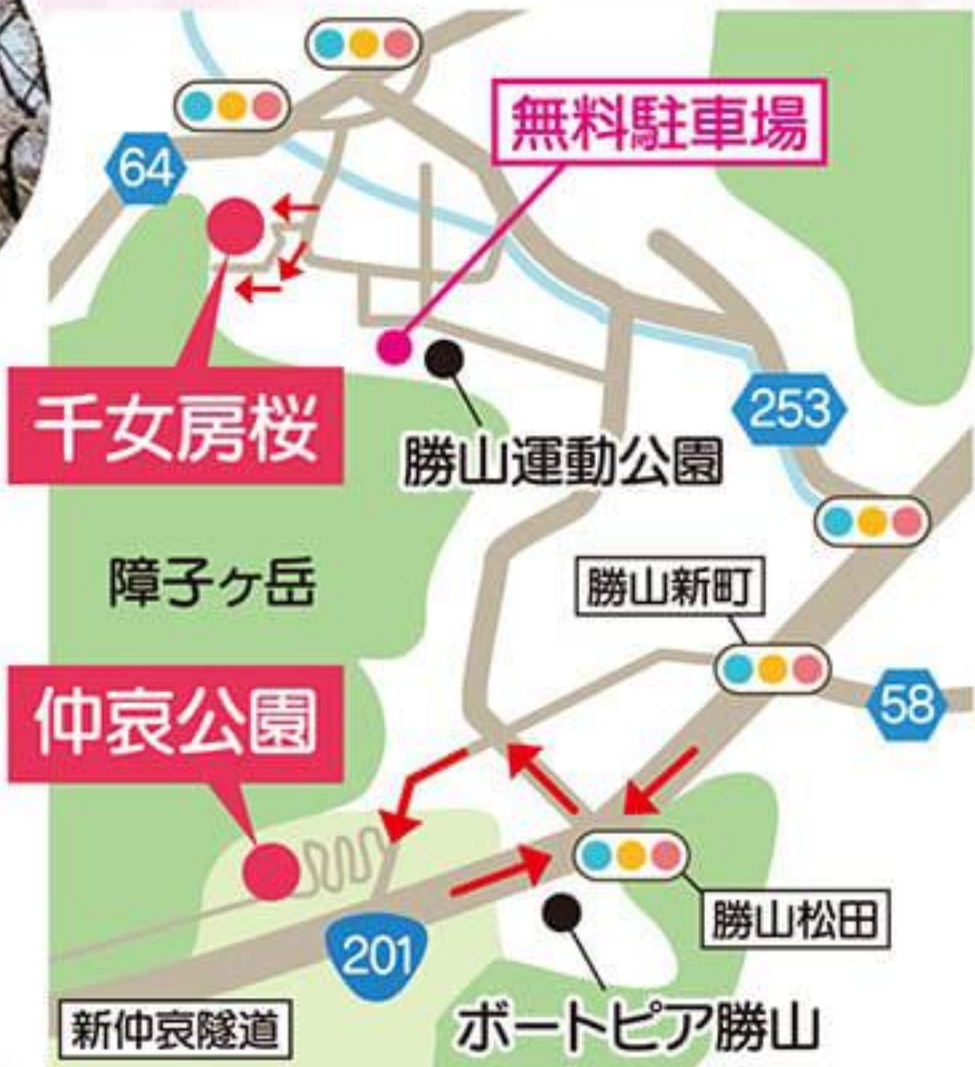 64
無料駐車場
千女房桜
勝山運動公園
253
障子ヶ岳
勝山新町
58
仲哀公園
勝山松田
201
新仲哀隧道
ボートピア勝山